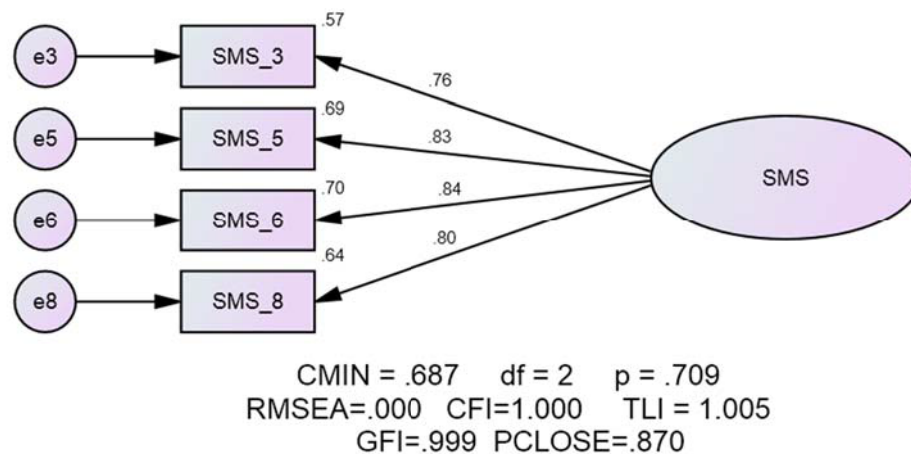 .57
e3 SMS_3
.76
.69
e5 SMS_5
.83
SMS
.70
e6 SMS_6
.84
.64
.80
e8 SMS_8
CMIN = .687 df = 2 p = .709
RMSEA=.000 CFI=1.000 TLI = 1.005
GFI=.999 PCLOSE=.870